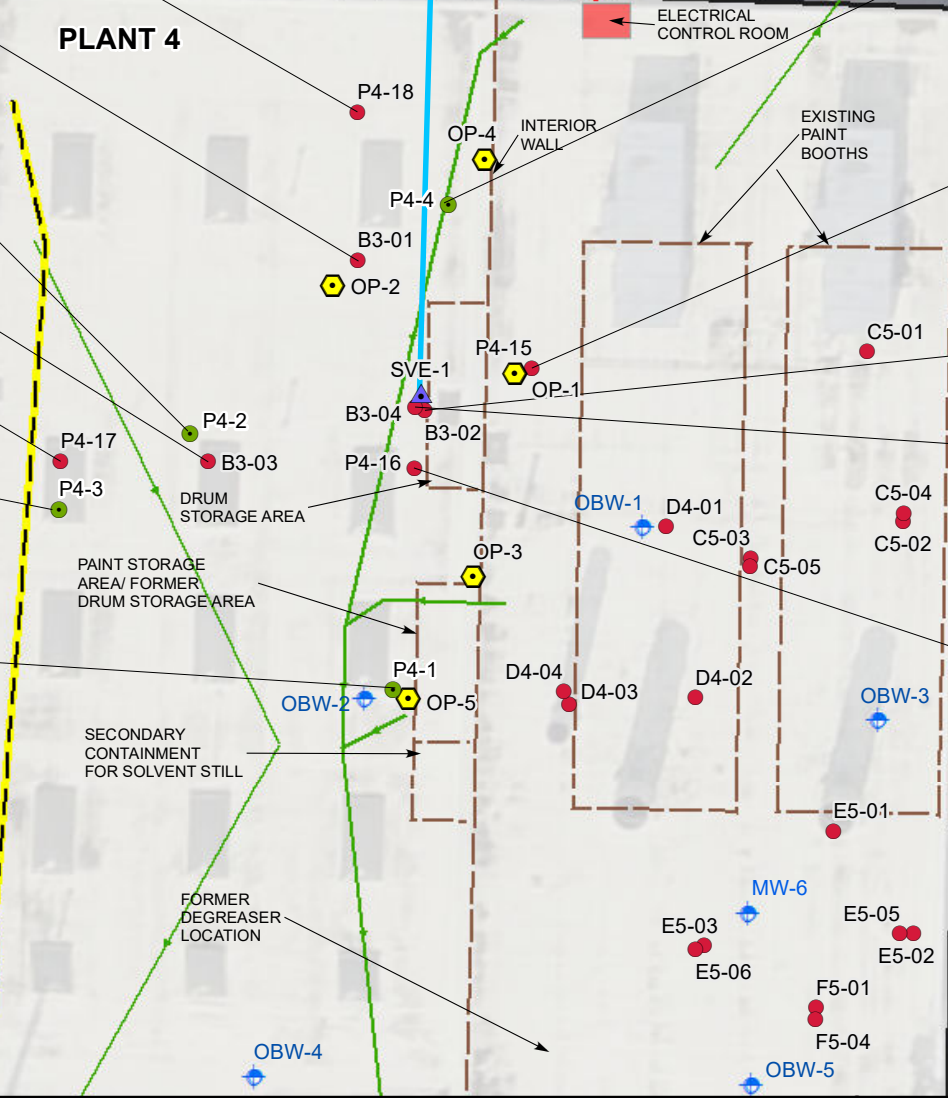 ELECTRICAL
CONTROL ROOM
PLANT 4
P4-18
EXISTING
PAINT
BOOTHS
INTERIOR
WALL
OP-4
P4-4
B3-01
OP-2
C5-01
P4-15
SVE-1
OP-1
B3-04
P4-2
B3-02
P4-17
B3-03
P4-16
P4-3
C5-04
DRUM
STORAGE AREA
OBW-1
D4-01
C5-03
C5-02
OP-3
C5-05
PAINT STORAGE
AREA/ FORMER
DRUM STORAGE AREA
P4-1
D4-04
D4-03
D4-02
OBW-3
OBW-2
OP-5
SECONDARY
CONTAINMENT
FOR SOLVENT STILL
E5-01
MW-6
FORMER
DEGREASER
LOCATION
E5-03
E5-05
E5-02
E5-06
F5-01
F5-04
OBW-4
OBW-5